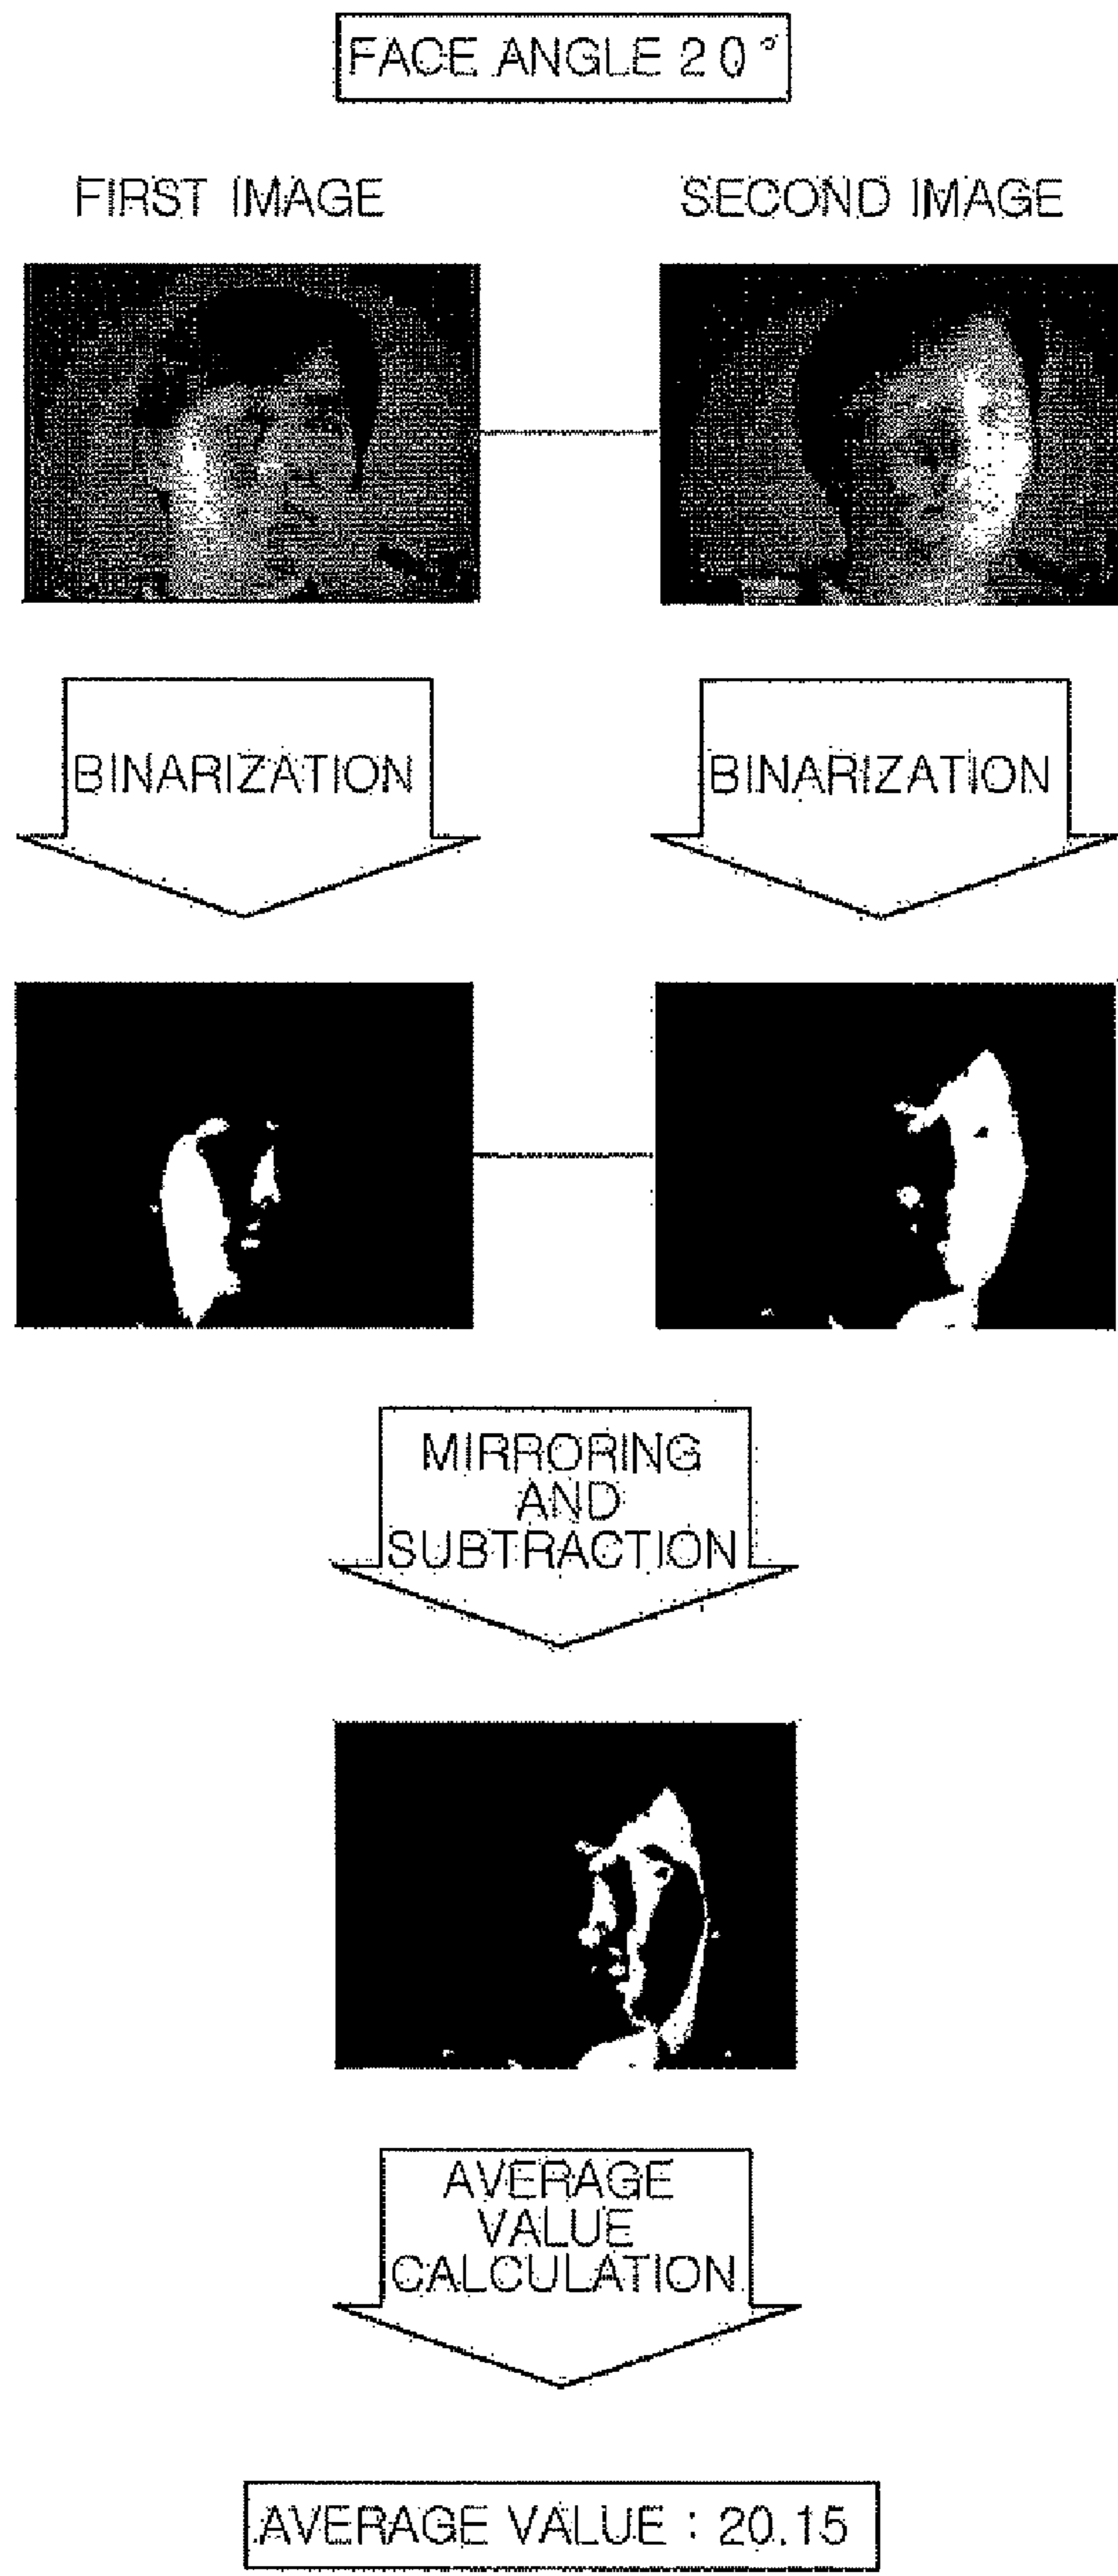 FACE ANGLE 20°
FIRST IMAGE
SECOND IMAGE
BINARIZATION
BINARIZATION
MIRRORING
AND
SUBTRACTION
AVERAGE
VALUE
CALCULATION
AVERAGE VALUE : 20.15